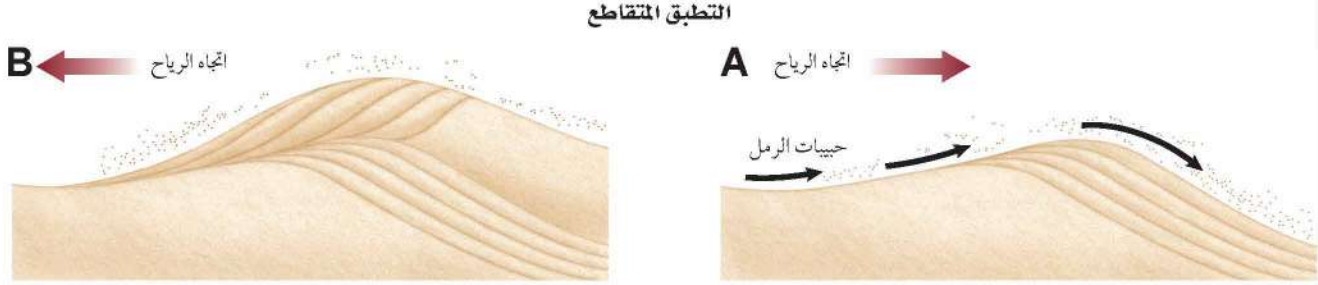 التطبق المتقاطع
A
اتجاه الرياح
حبيبات الرمل
B
اتجاه الرياح